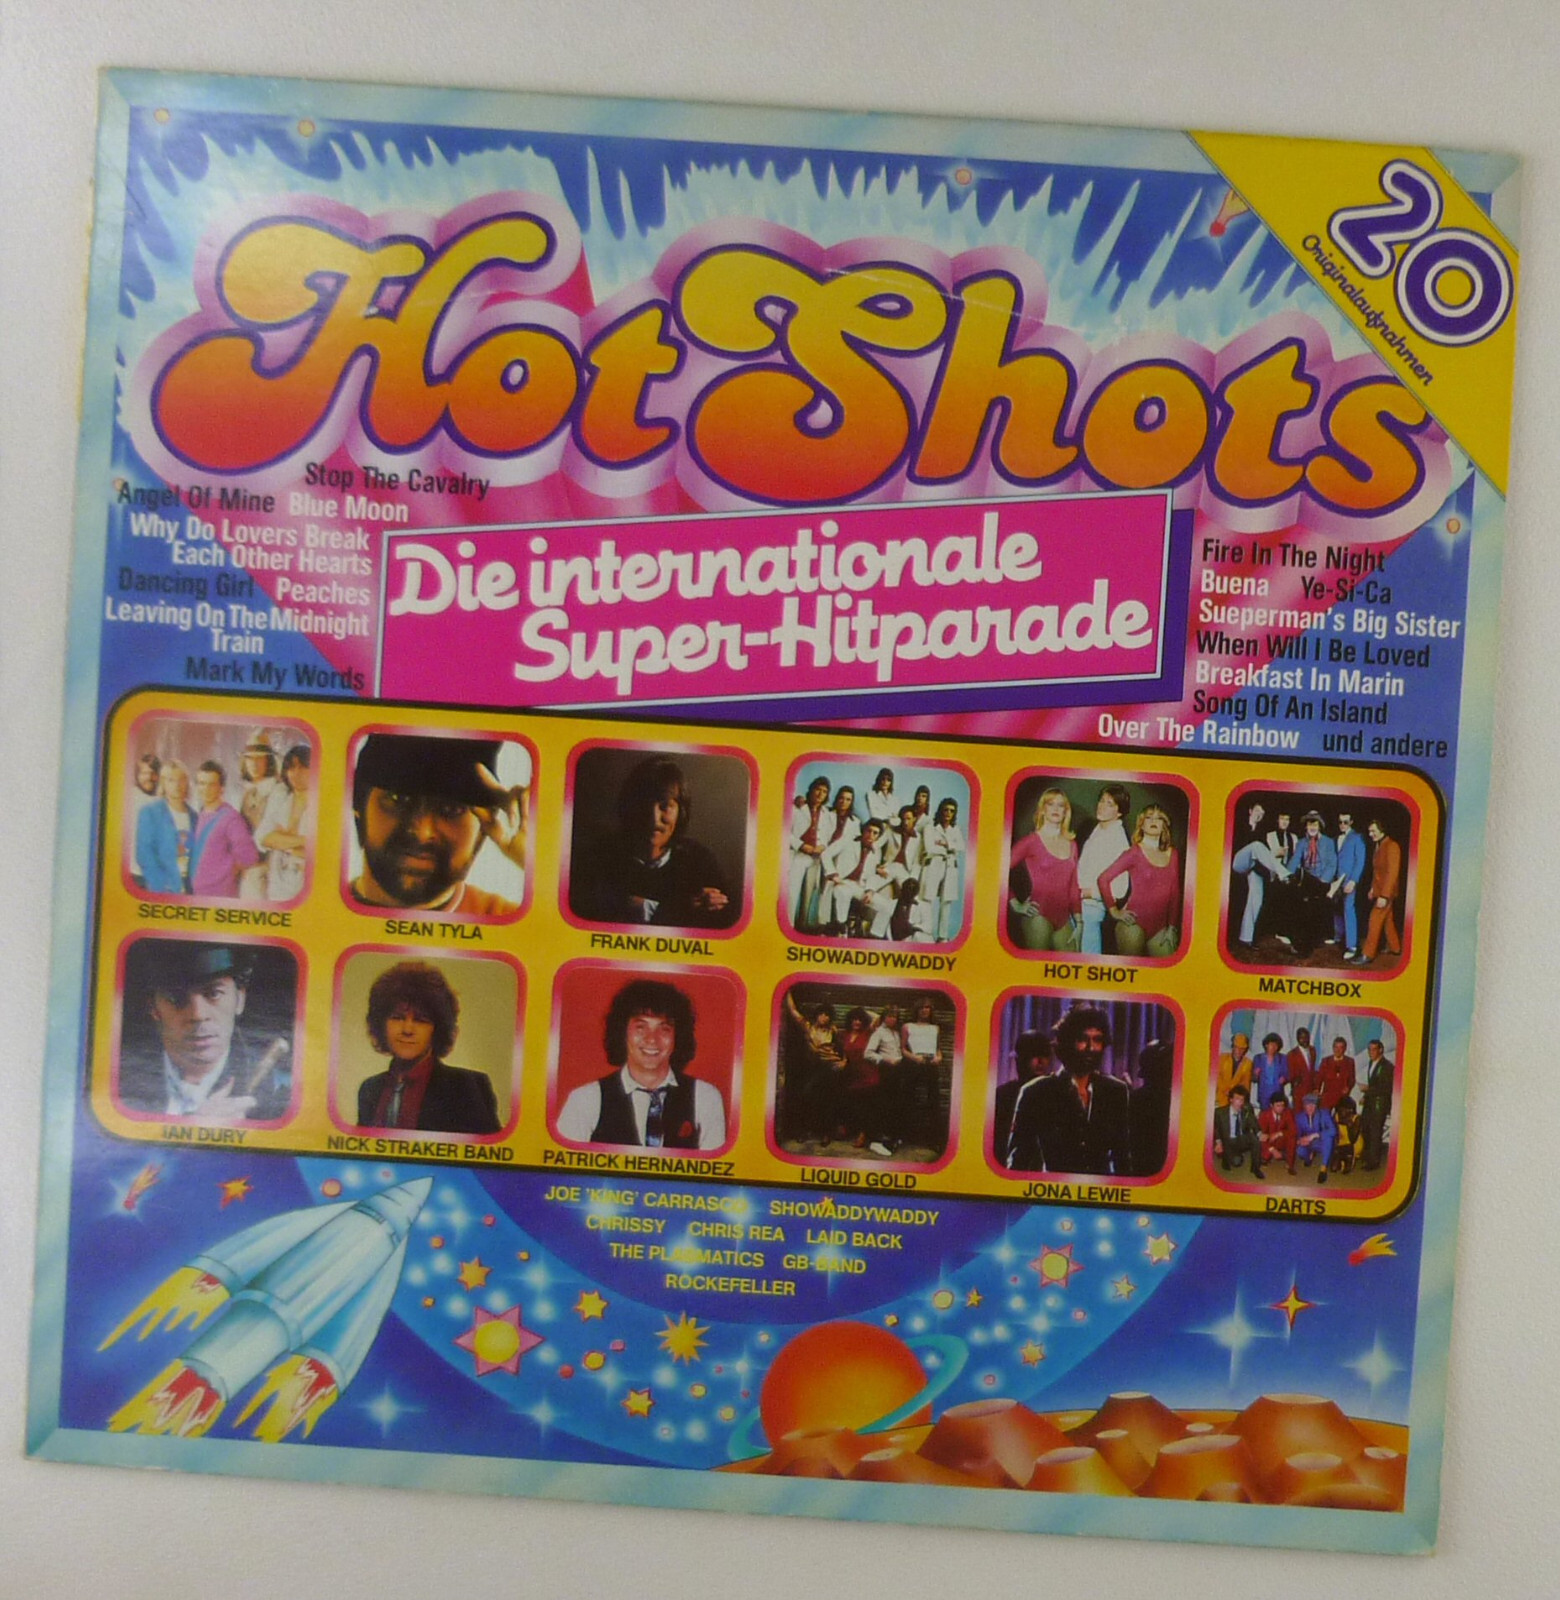 20
Originalaufnahmen
Hot Shots
Die internationale
Super-Hitparade
Stop The Cavalry
Angel Of Mine Blue Moon
Why Do Lovers Break
Each Other Hearts
Dancing Girl Peaches
Leaving On The Midnight
Train
Mark My Words
Fire In The Night
Buena Ye-Si-Ca
Sueperman's Big Sister
When Will I Be Loved
Breakfast In Marin
Song Of An Island
Over The Rainbow und andere
SECRET SERVICE
SEAN TYLA
FRANK DUVAL
SHOWADDYWADDY
HOT SHOT
MATCHBOX
IAN DURY
NICK STRAKER BAND
PATRICK HERNANDEZ
LIQUID GOLD
JONA LEWIE
DARTS
JOE 'KING' CARRASCO SHOWADDYWADDY
CHRISSY CHRIS REA LAID BACK
THE PLASMATICS GB-BAND
ROCKEFELLER